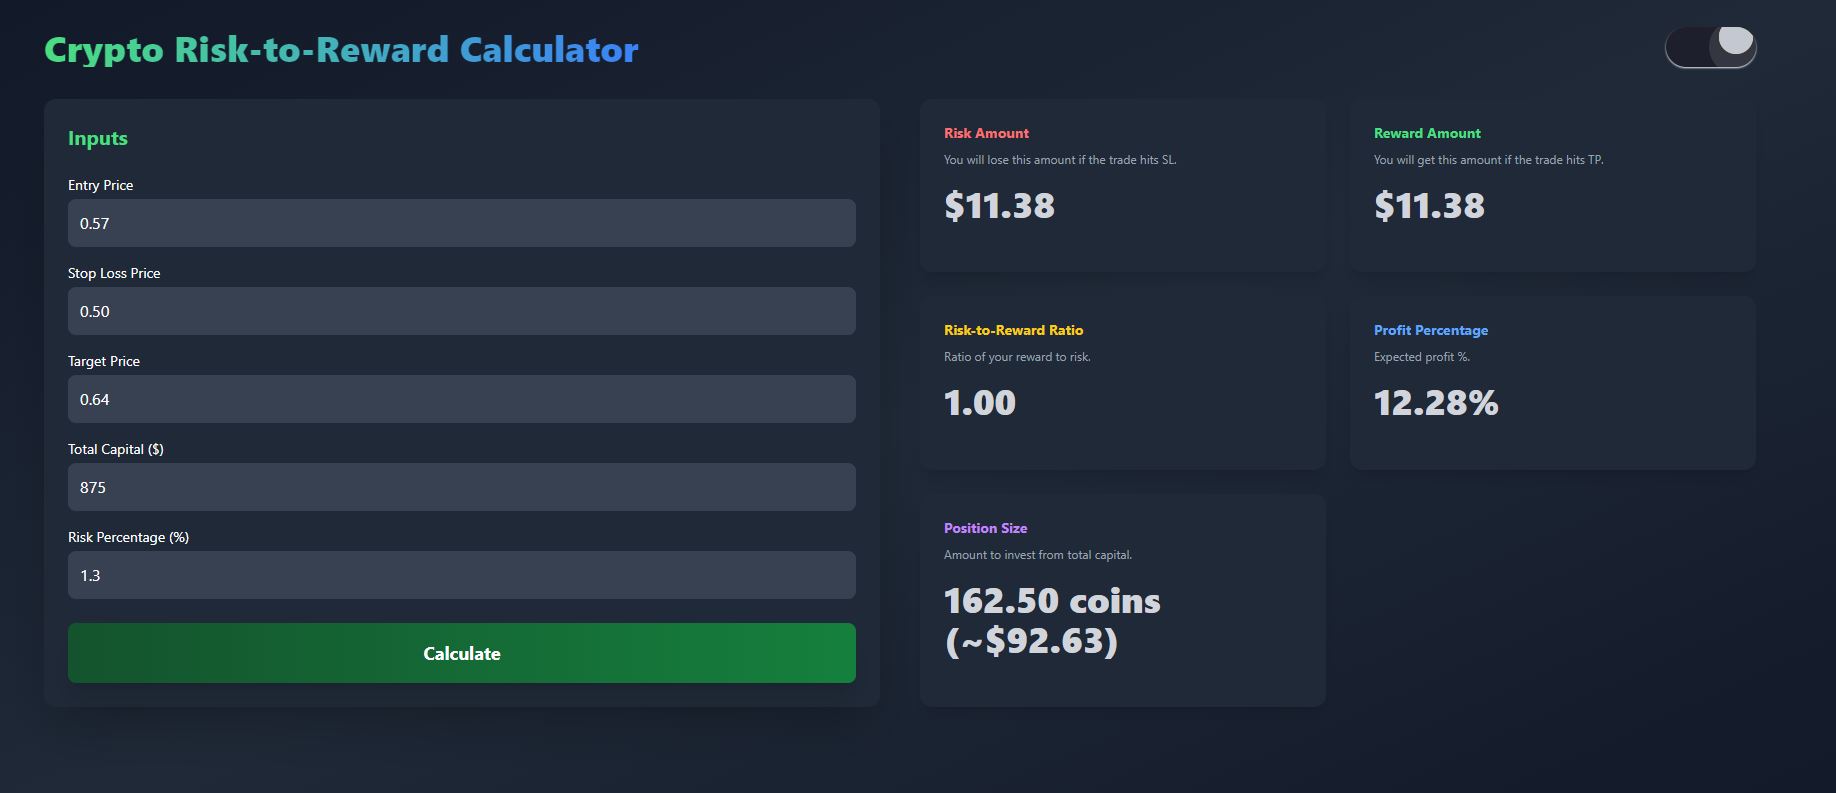 Crypto Risk-to-Reward Calculator
Inputs
Entry Price
0.57
Stop Loss Price
0.50
Target Price
0.64
Total Capital ($)
875
Risk Percentage (%)
1.3
Calculate
Risk Amount
You will lose this amount if the trade hits SL.
$11.38
Reward Amount
You will get this amount if the trade hits TP.
$11.38
Risk-to-Reward Ratio
Ratio of your reward to risk.
1.00
Profit Percentage
Expected profit %.
12.28%
Position Size
Amount to invest from total capital.
162.50 coins
(~$92.63)